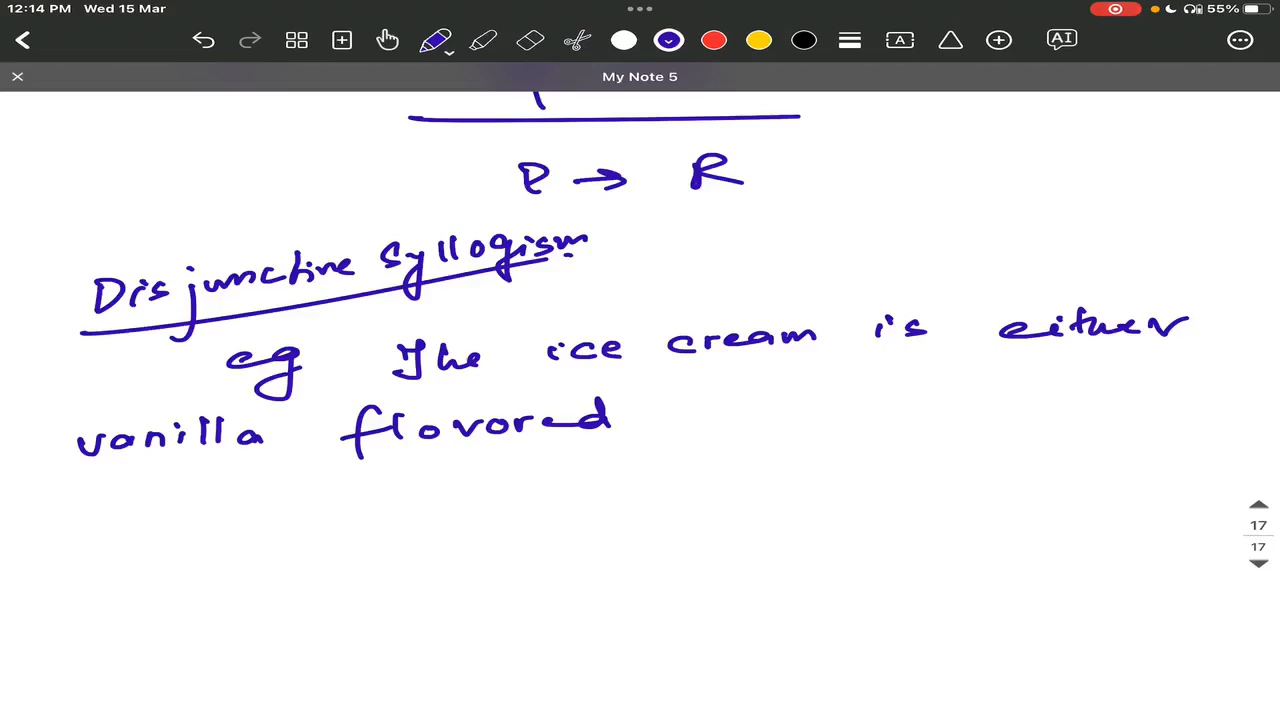 12:14 PM Wed 15 Mar
55%
A
AI
My Note 5
P → R
Disjunctive Syllogism
eg The ice cream is either
vanilla flavored
17
17